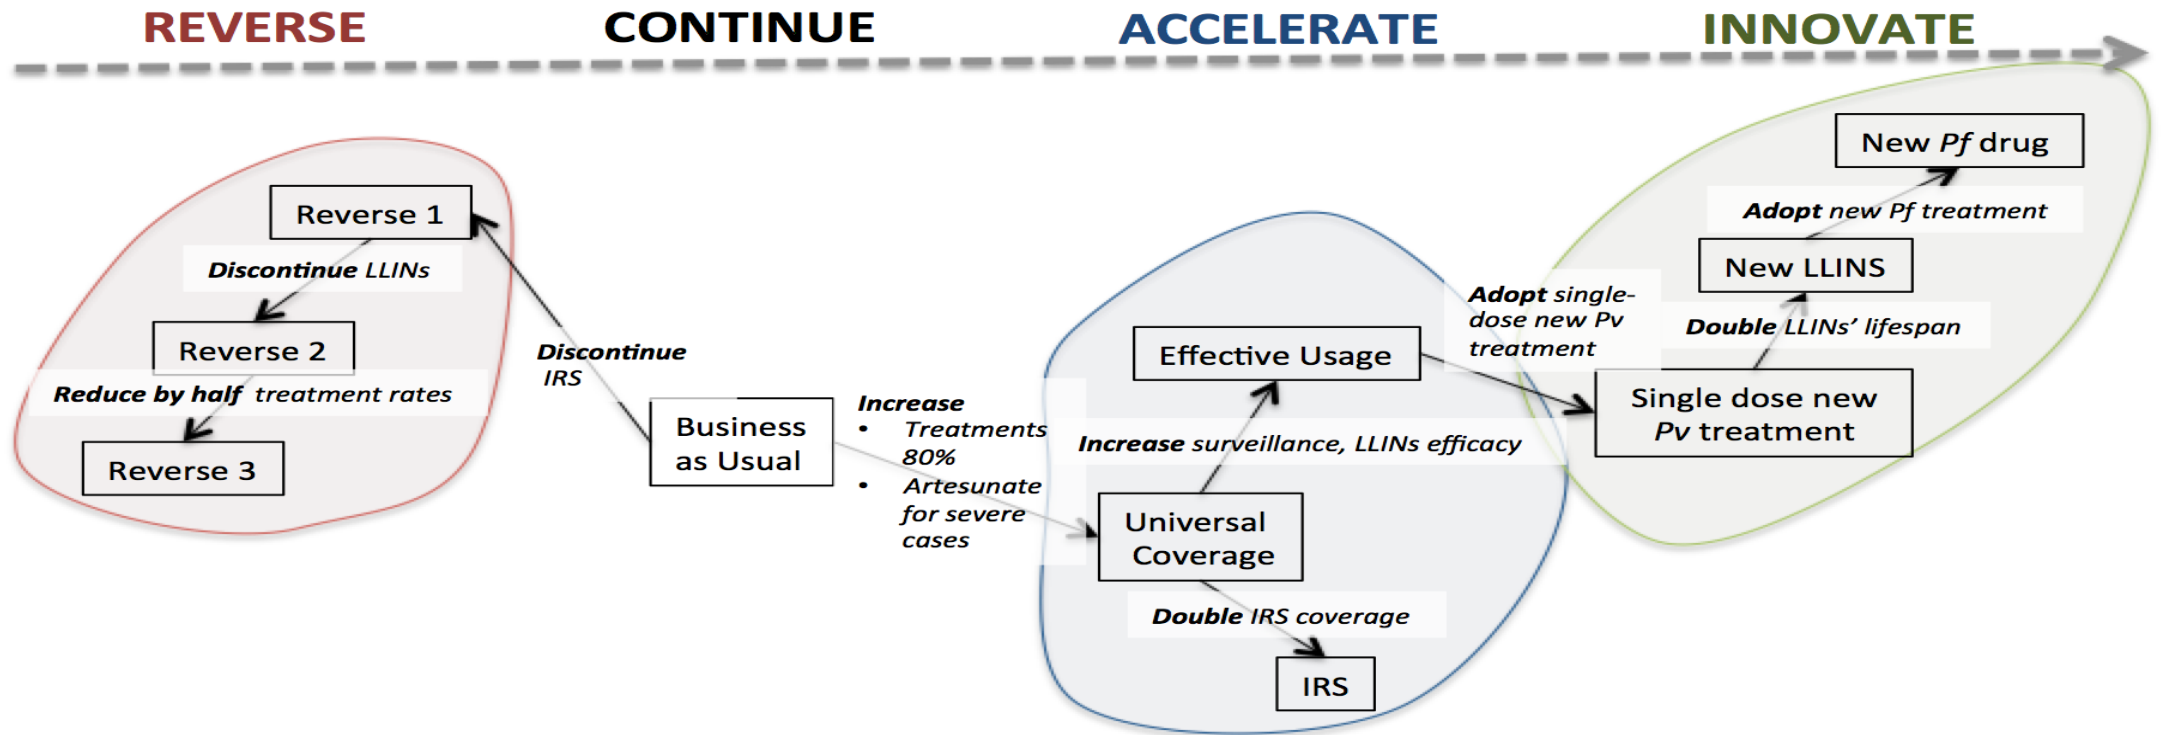 REVERSE
CONTINUE
ACCELERATE
INNOVATE
Reverse 1
Discontinue LLINs
Reverse 2
Reduce by half treatment rates
Reverse 3
Discontinue
IRS
Business
as Usual
Increase
• Treatments
80%
• Artesunate
for severe
cases
Effective Usage
Increase surveillance, LLINs efficacy
Universal
Coverage
Double IRS coverage
IRS
Adopt single-
dose new Pv
treatment
New Pf drug
Adopt new Pf treatment
New LLINS
Double LLINs’ lifespan
Single dose new
Pv treatment